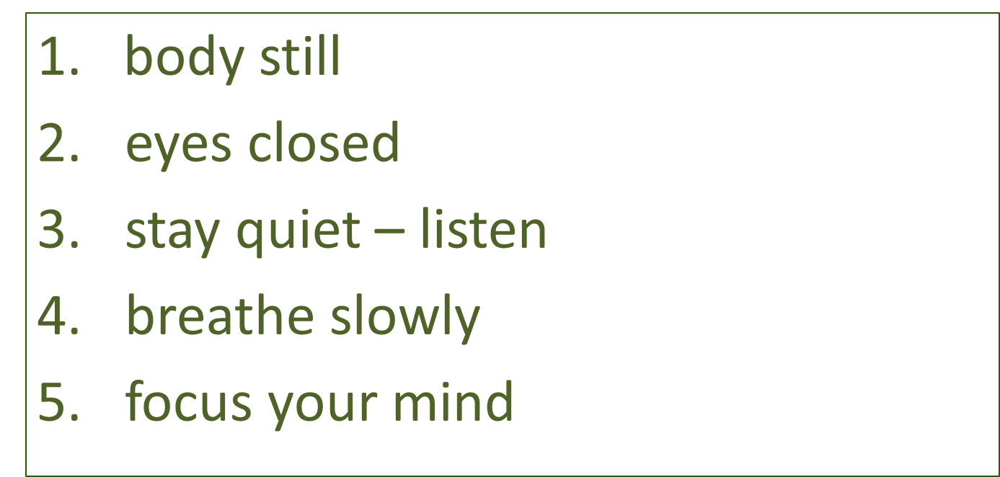 1. body still
2. eyes closed
3. stay quiet – listen
4. breathe slowly
5. focus your mind